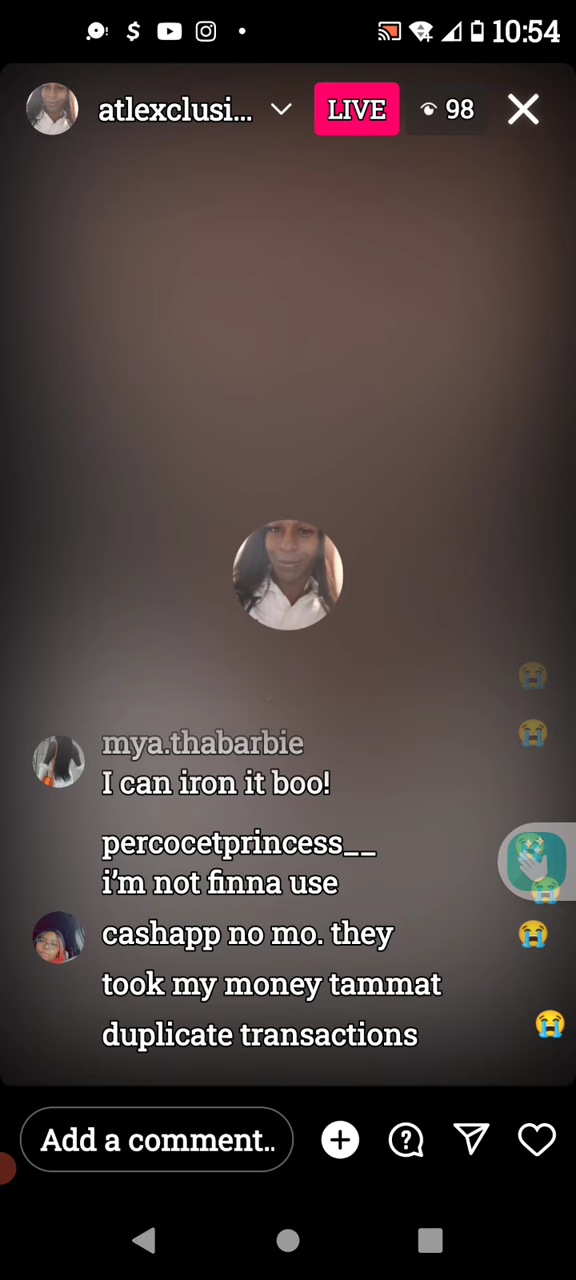 10:54
atlexclusi...
LIVE
98
mya.thabarbie
I can iron it boo!
percocetprincess__
i'm not finna use
cashapp no mo. they
took my money tammat
duplicate transactions
Add a comment..